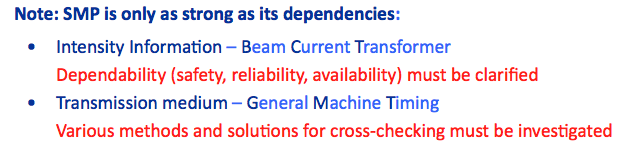 Note: SMP is only as strong as its dependencies:
• Intensity Information – Beam Current Transformer
Dependability (safety, reliability, availability) must be clarified
• Transmission medium – General Machine Timing
Various methods and solutions for cross-checking must be investigated